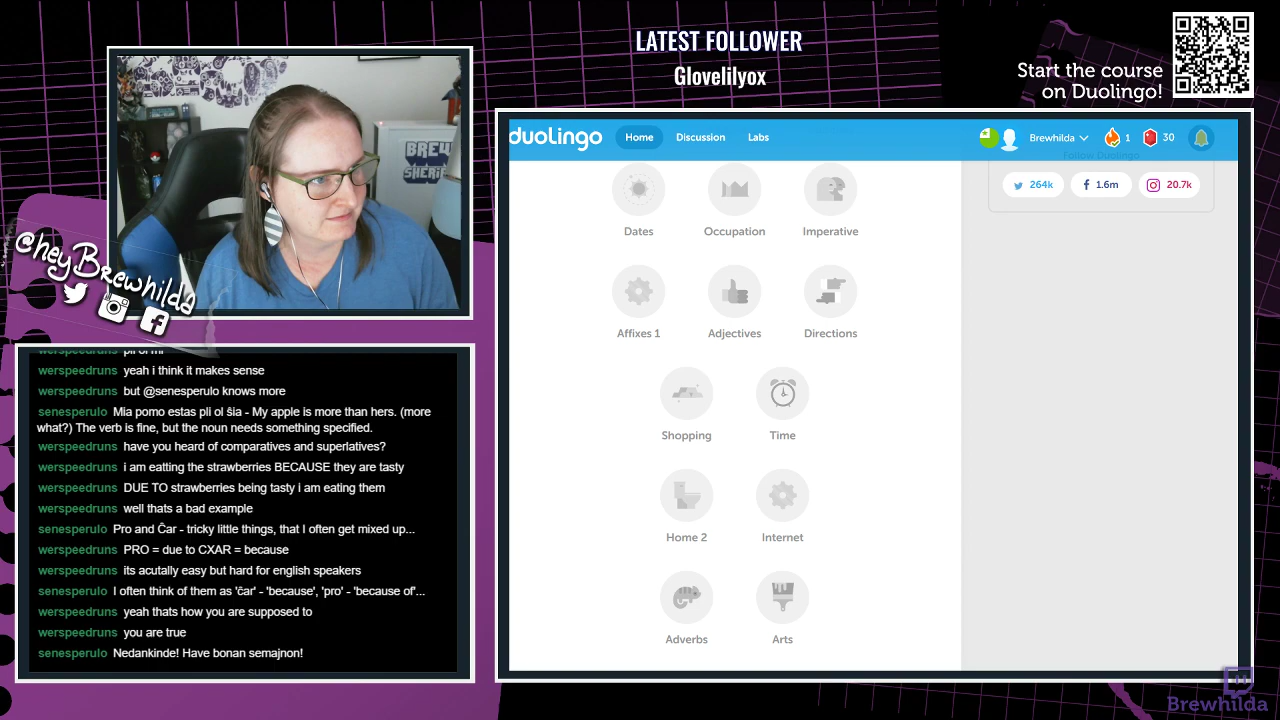 LATEST FOLLOWER
Glovelilyox
Start the course
on Duolingo!
BREW
SHERIF
@heyBrewhilda
duolingo
Home
Discussion
Labs
Brewhilda
1
30
Follow Duolingo
264k
1.6m
20.7k
Dates
Occupation
Imperative
Affixes 1
Adjectives
Directions
Shopping
Time
Home 2
Internet
Adverbs
Arts
werspeedruns pli ol mi
werspeedruns yeah i think it makes sense
werspeedruns but @senesperulo knows more
senesperulo Mia pomo estas pli ol ŝia - My apple is more than hers. (more
what?) The verb is fine, but the noun needs something specified.
werspeedruns have you heard of comparatives and superlatives?
werspeedruns i am eatting the strawberries BECAUSE they are tasty
werspeedruns DUE TO strawberries being tasty i am eating them
werspeedruns well thats a bad example
senesperulo Pro and Ĉar - tricky little things, that I often get mixed up...
werspeedruns PRO = due to CXAR = because
werspeedruns its acutally easy but hard for english speakers
senesperulo I often think of them as 'ĉar' - 'because', 'pro' - 'because of'...
werspeedruns yeah thats how you are supposed to
werspeedruns you are true
senesperulo Nedankinde! Have bonan semajnon!
Brewhilda